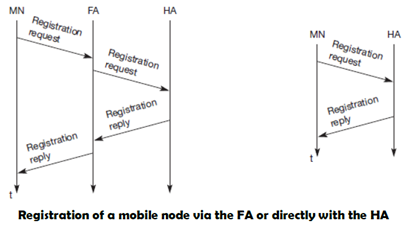 MN FA HA
Registration
request
Registration
request
Registration
reply
Registration
reply
t
MN HA
Registration
request
Registration
reply
t
Registration of a mobile node via the FA or directly with the HA